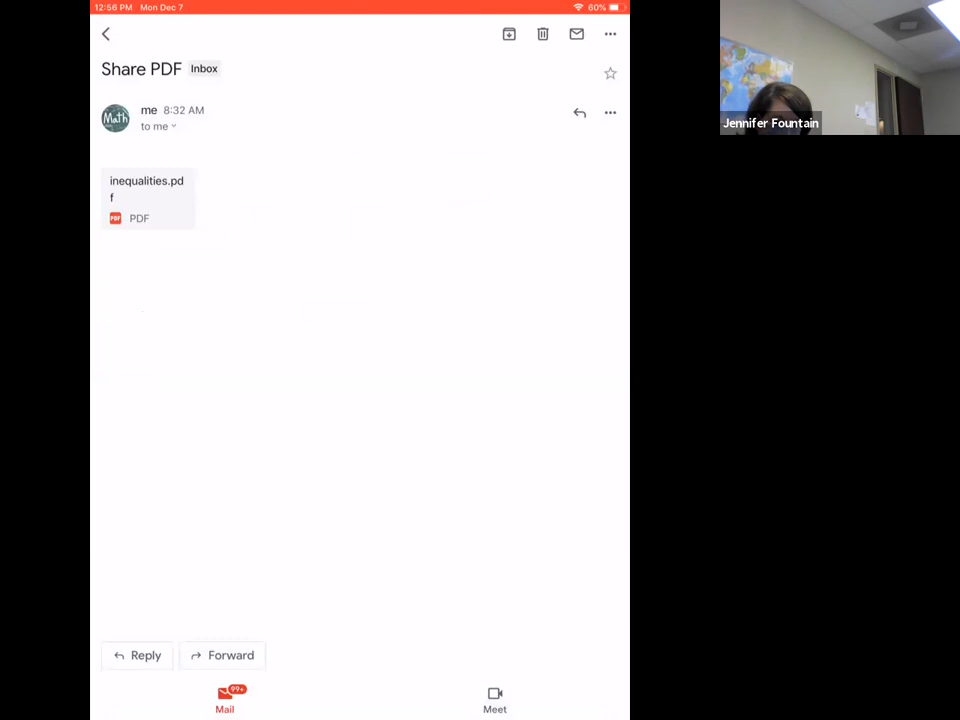 12:56 PM Mon Dec 7 60%
Share PDF Inbox
Math me 8:32 AM
to me
inequalities.pd
f
PDF PDF
Reply Forward
99+
Mail Meet
Jennifer Fountain